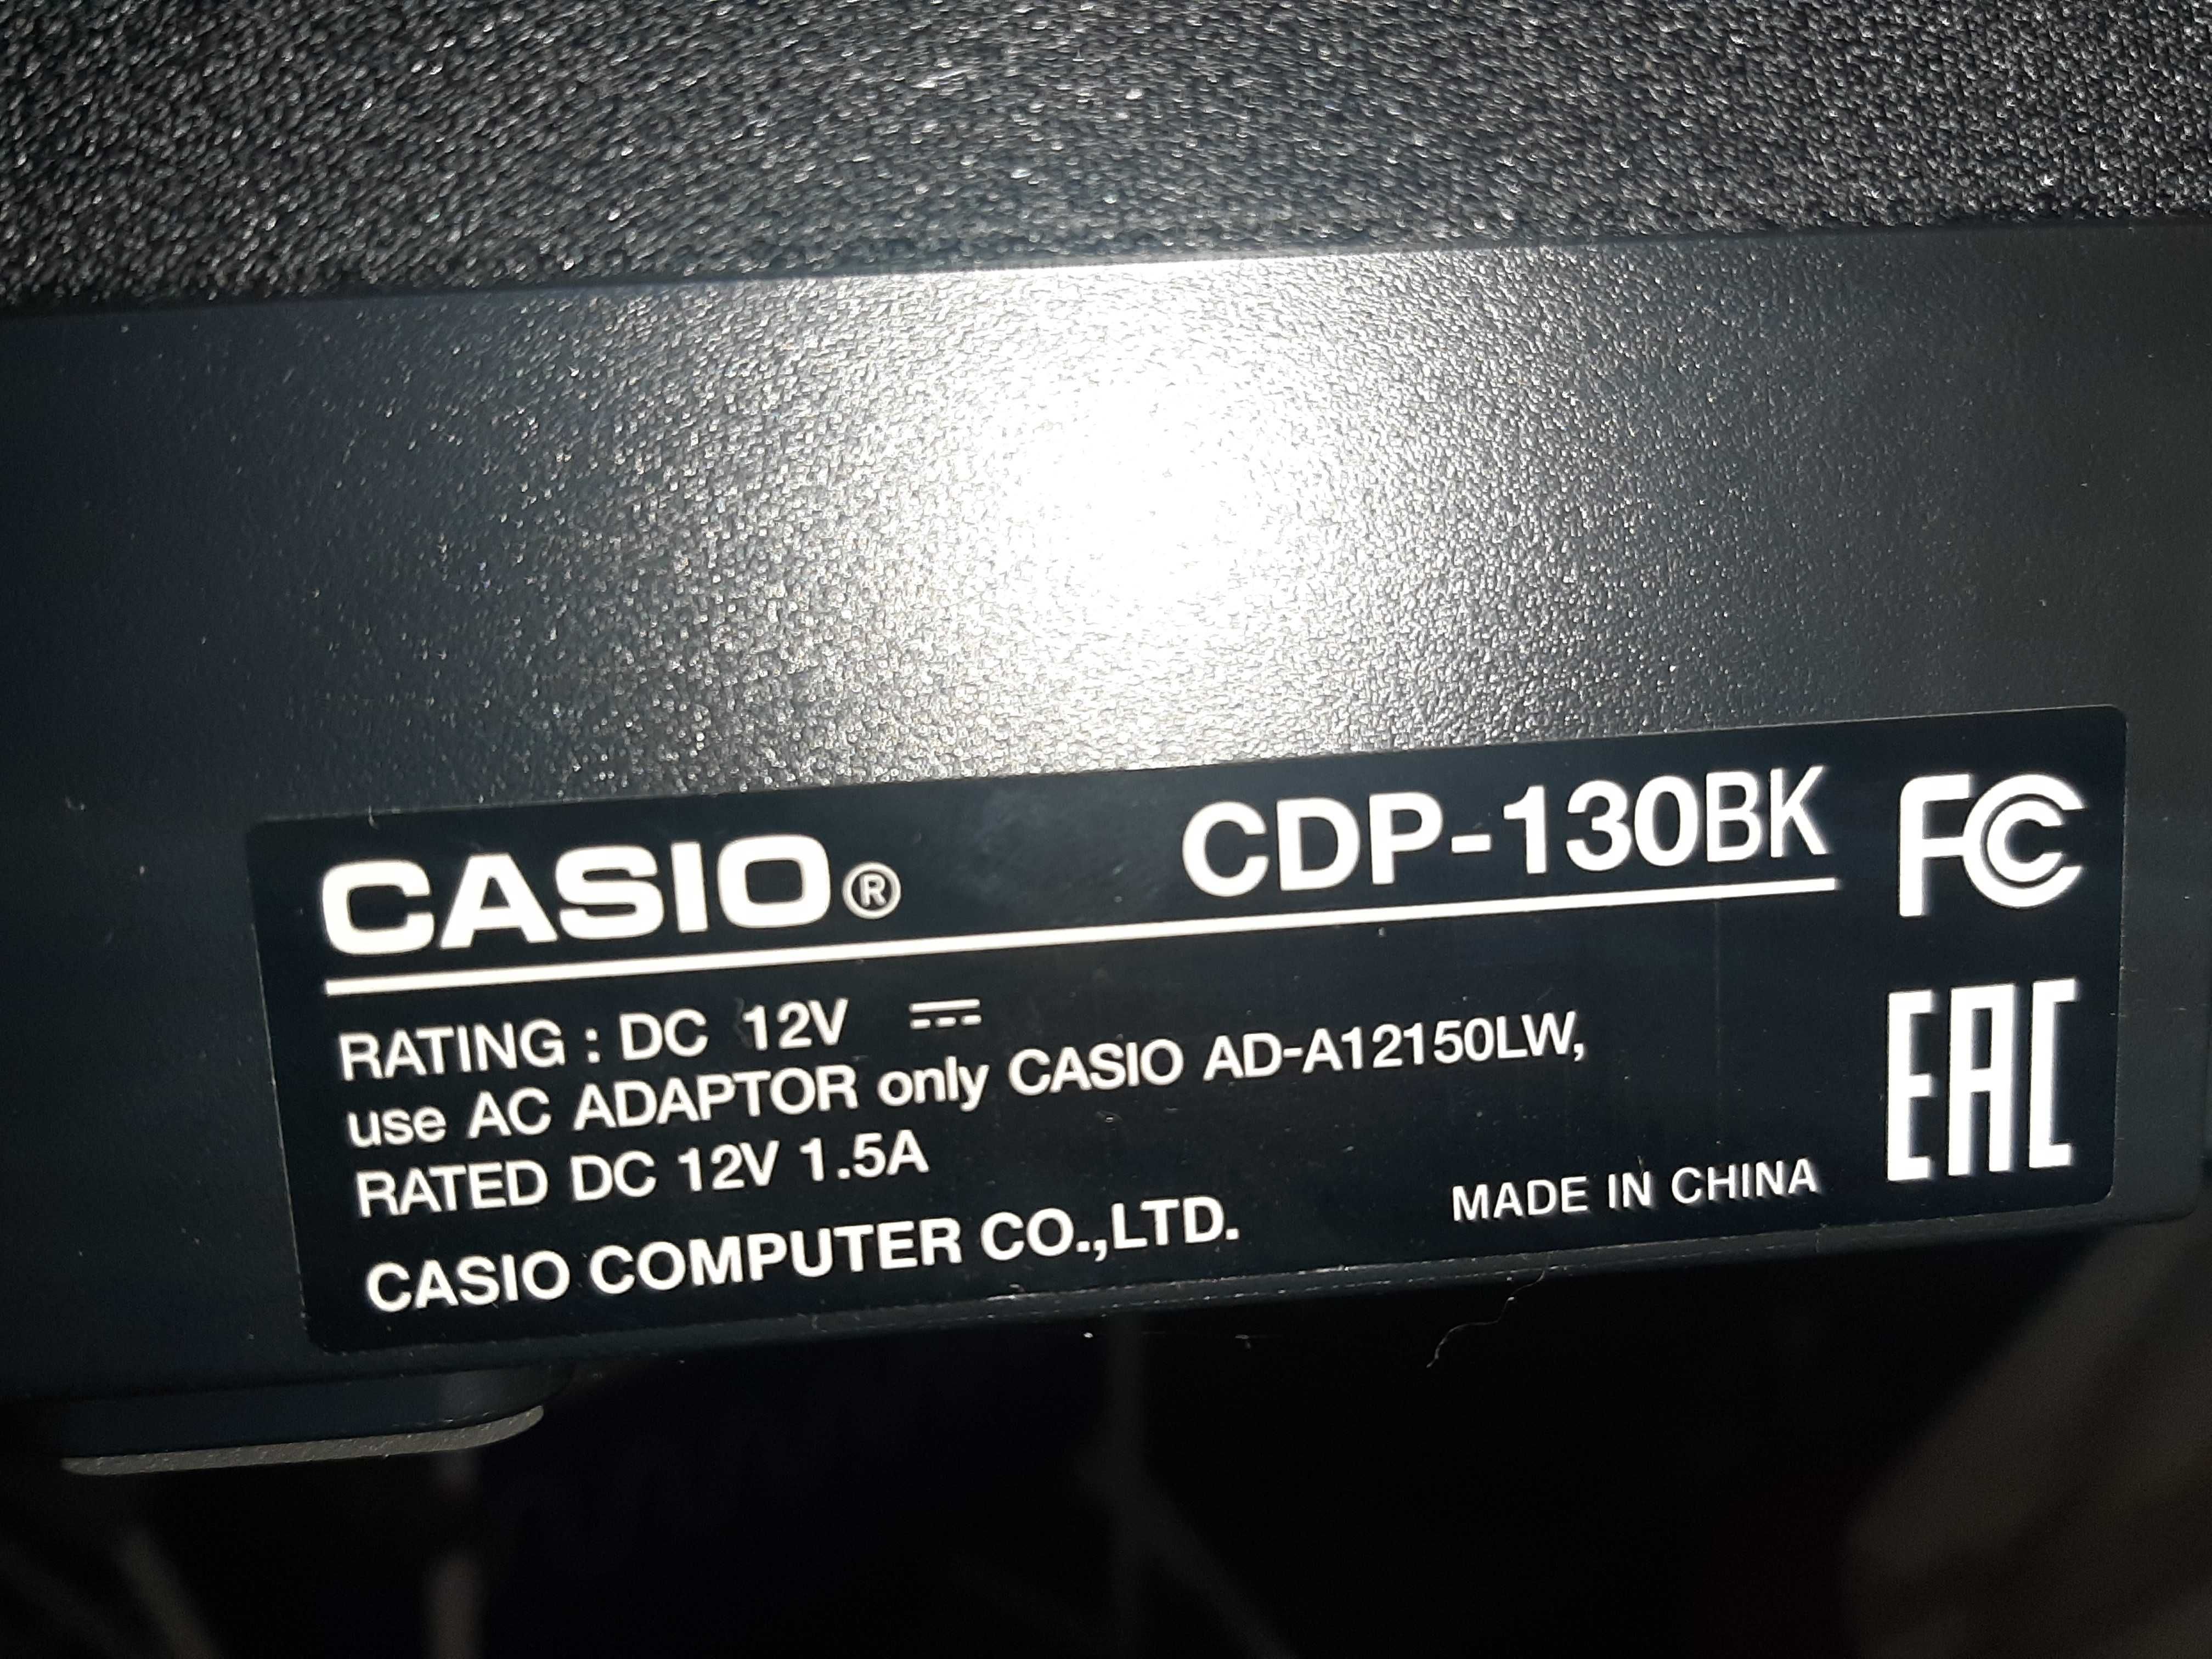 CASIO® CDP-130BK FC
RATING : DC 12V ⎓
use AC ADAPTOR only CASIO AD-A12150LW,
RATED DC 12V 1.5A
EAC
CASIO COMPUTER CO.,LTD. MADE IN CHINA